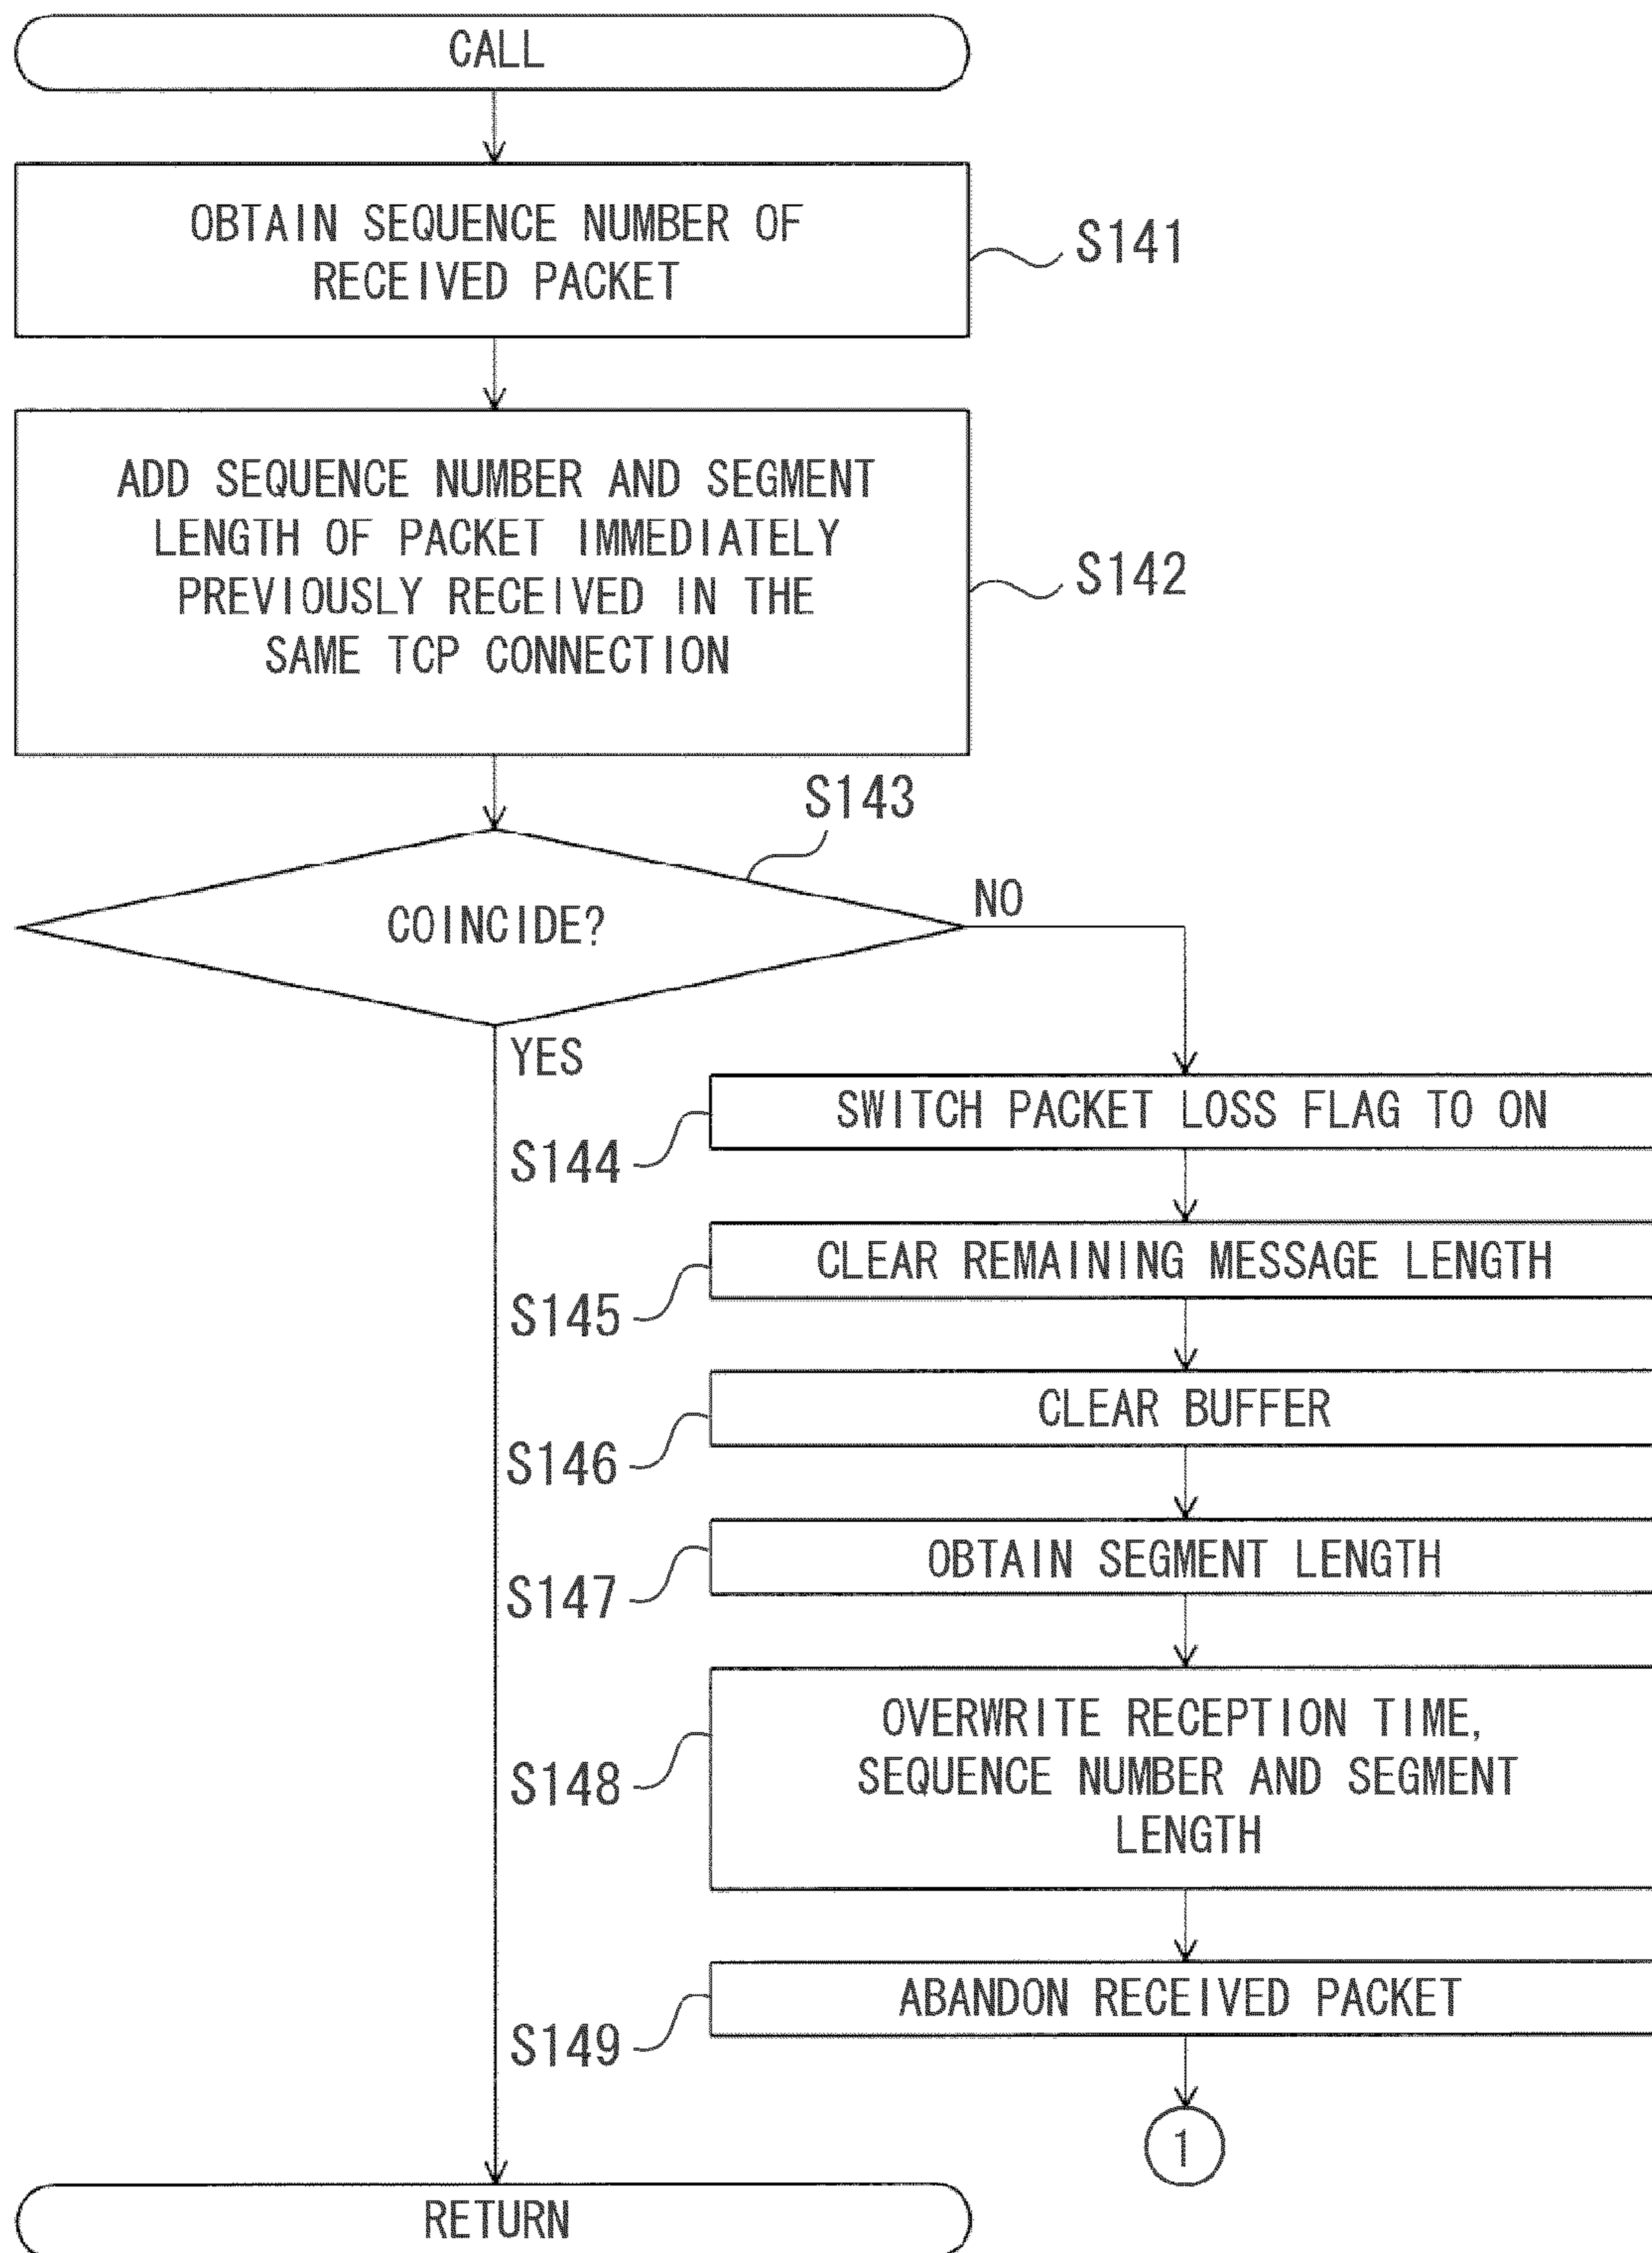 CALL
OBTAIN SEQUENCE NUMBER OF
RECEIVED PACKET
S141
ADD SEQUENCE NUMBER AND SEGMENT
LENGTH OF PACKET IMMEDIATELY
PREVIOUSLY RECEIVED IN THE
SAME TCP CONNECTION
S142
S143
COINCIDE?
NO
YES
SWITCH PACKET LOSS FLAG TO ON
S144
CLEAR REMAINING MESSAGE LENGTH
S145
CLEAR BUFFER
S146
OBTAIN SEGMENT LENGTH
S147
OVERWRITE RECEPTION TIME,
SEQUENCE NUMBER AND SEGMENT
LENGTH
S148
ABANDON RECEIVED PACKET
S149
1
RETURN